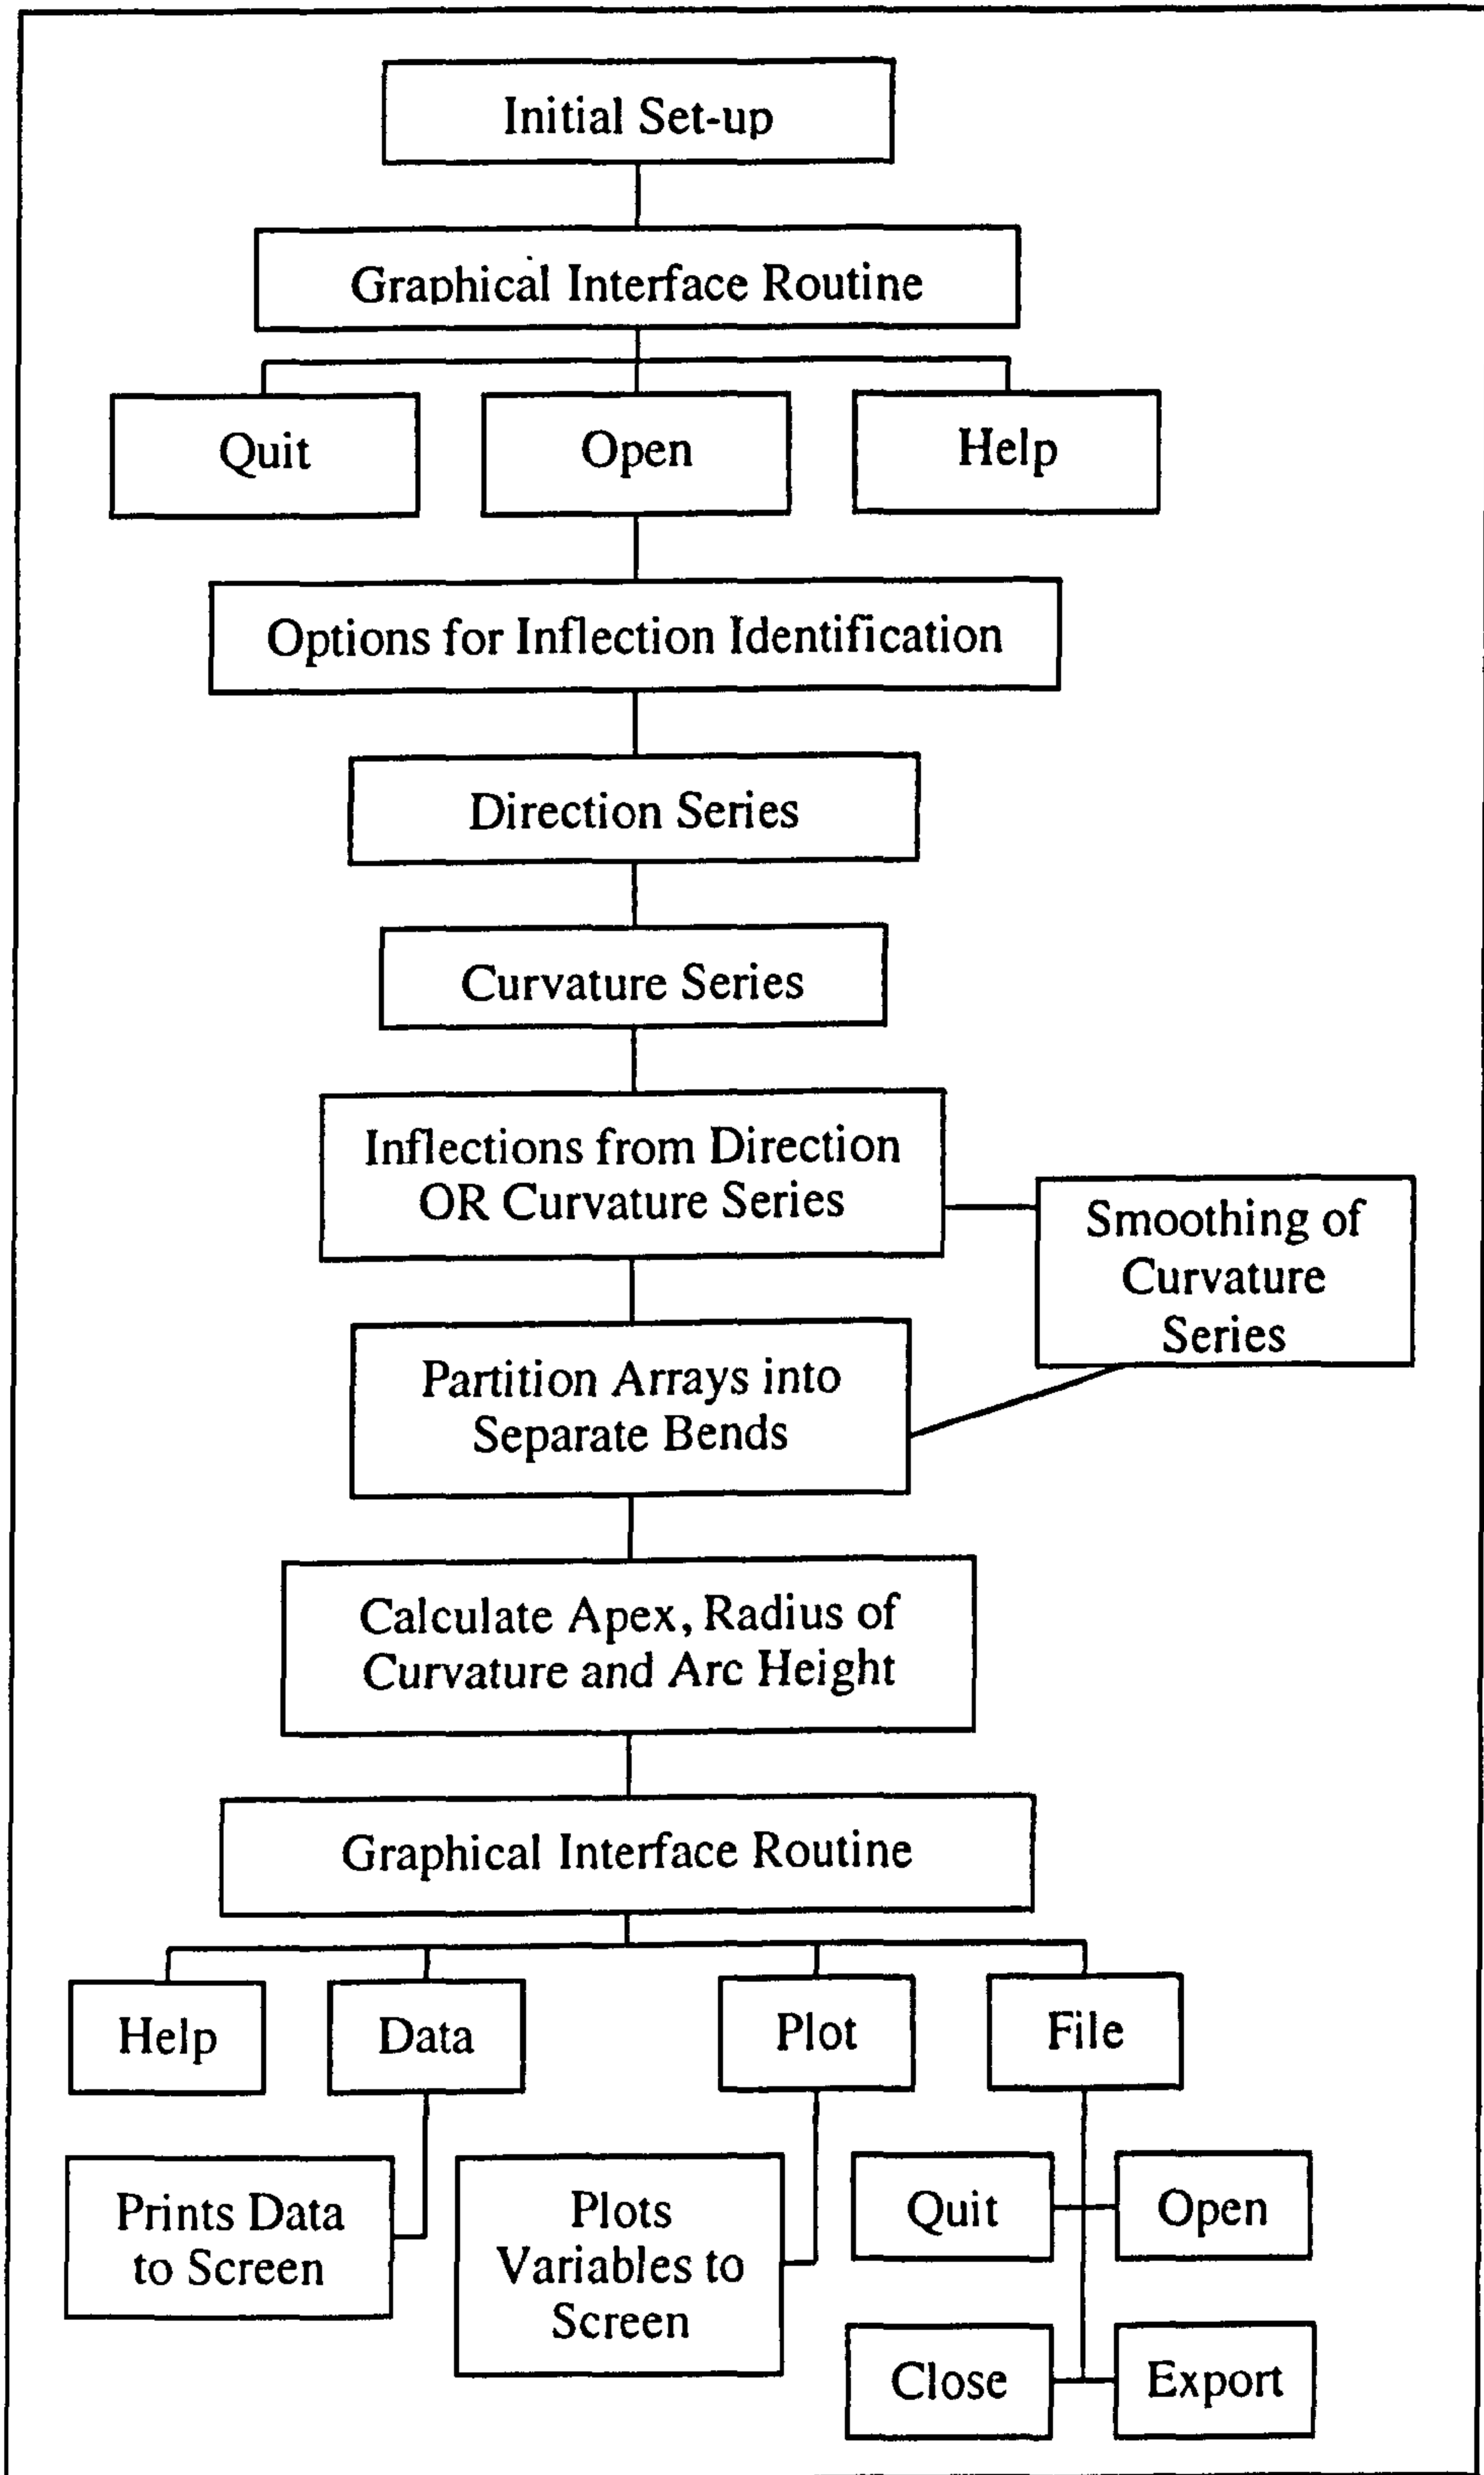 Initial Set-up
Graphical Interface Routine
Quit
Open
Help
Options for Inflection Identification
Direction Series
Curvature Series
Inflections from Direction
OR Curvature Series
Smoothing of
Curvature
Series
Partition Arrays into
Separate Bends
Calculate Apex, Radius of
Curvature and Arc Height
Graphical Interface Routine
Help
Data
Plot
File
Prints Data
to Screen
Plots
Variables to
Screen
Quit
Open
Close
Export